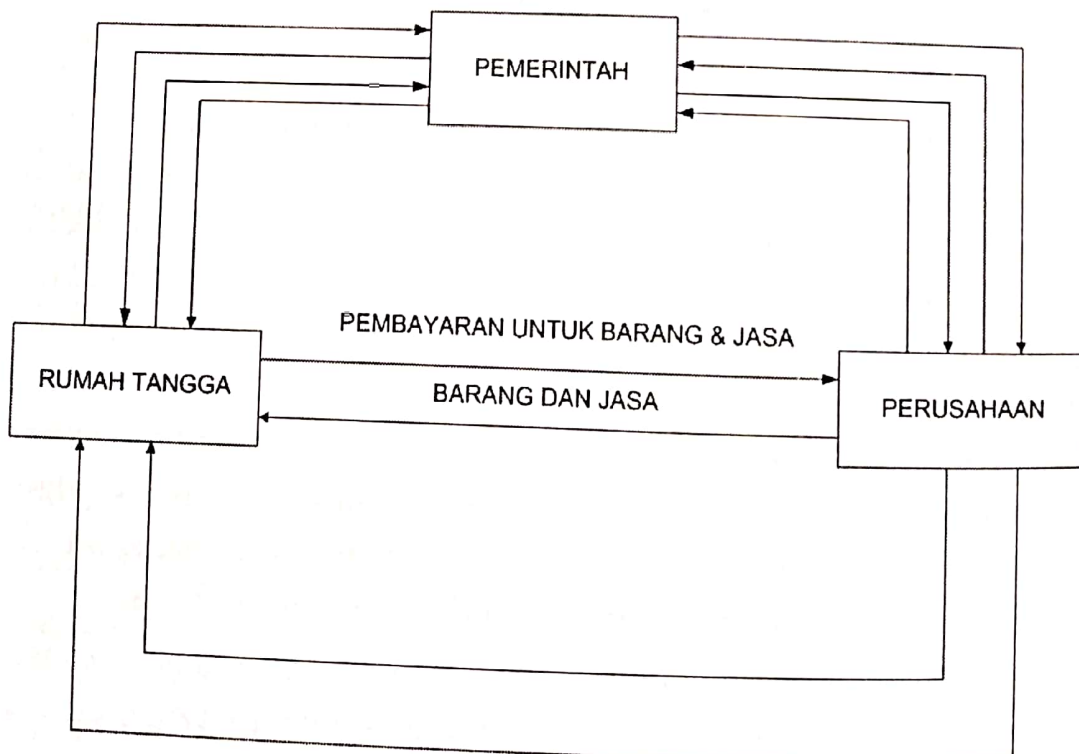 PEMERINTAH
PEMBAYARAN UNTUK BARANG & JASA
RUMAH TANGGA
BARANG DAN JASA
PERUSAHAAN